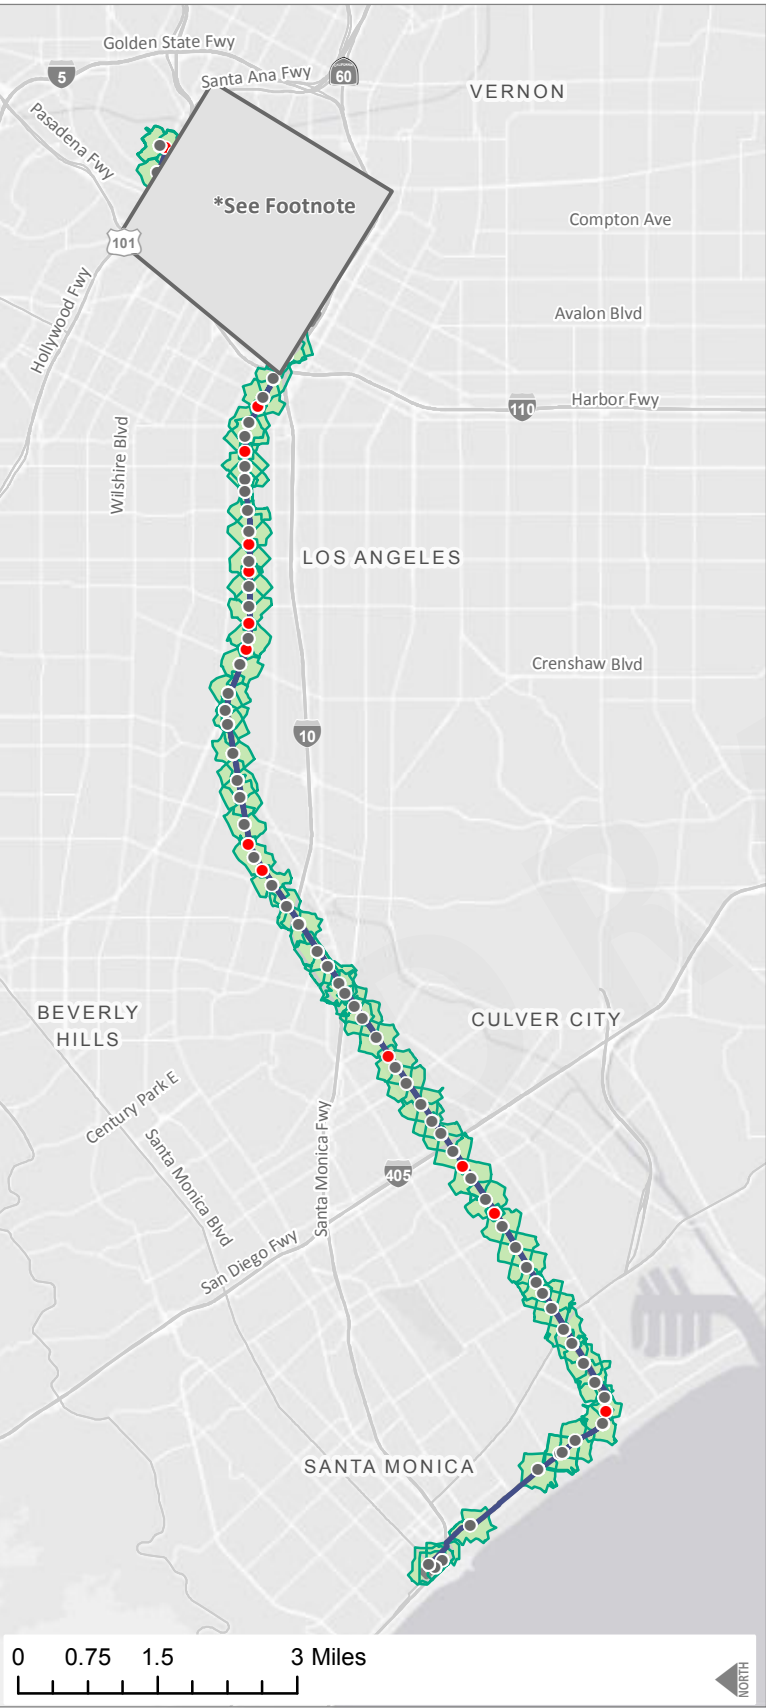 Golden State Fwy
5
Santa Ana Fwy
60
VERNON
Pasadena Fwy
*See Footnote
Compton Ave
101
Hollywood Fwy
Avalon Blvd
Harbor Fwy
110
Wilshire Blvd
LOS ANGELES
Crenshaw Blvd
10
BEVERLY
HILLS
CULVER CITY
Century Park E
Santa Monica Blvd
Santa Monica Fwy
405
San Diego Fwy
SANTA MONICA
0 0.75 1.5 3 Miles
NORTH